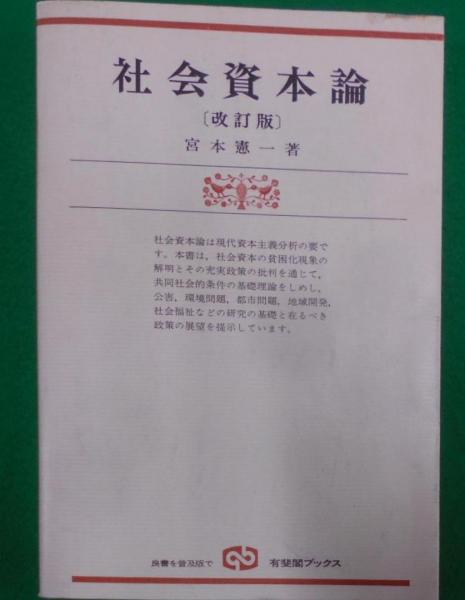 社会資本論
〔改訂版〕
宮本憲一著
社会資本論は現代資本主義分析の要で
す。本書は，社会資本の貧困化現象の
解明とその充実政策の批判を通じて，
共同社会的条件の基礎理論をしめし，
公害，環境問題，都市問題，地域開発，
社会福祉などの研究の基礎と在るべき
政策の展望を提示しています。
良書を普及版で
有斐閣ブックス